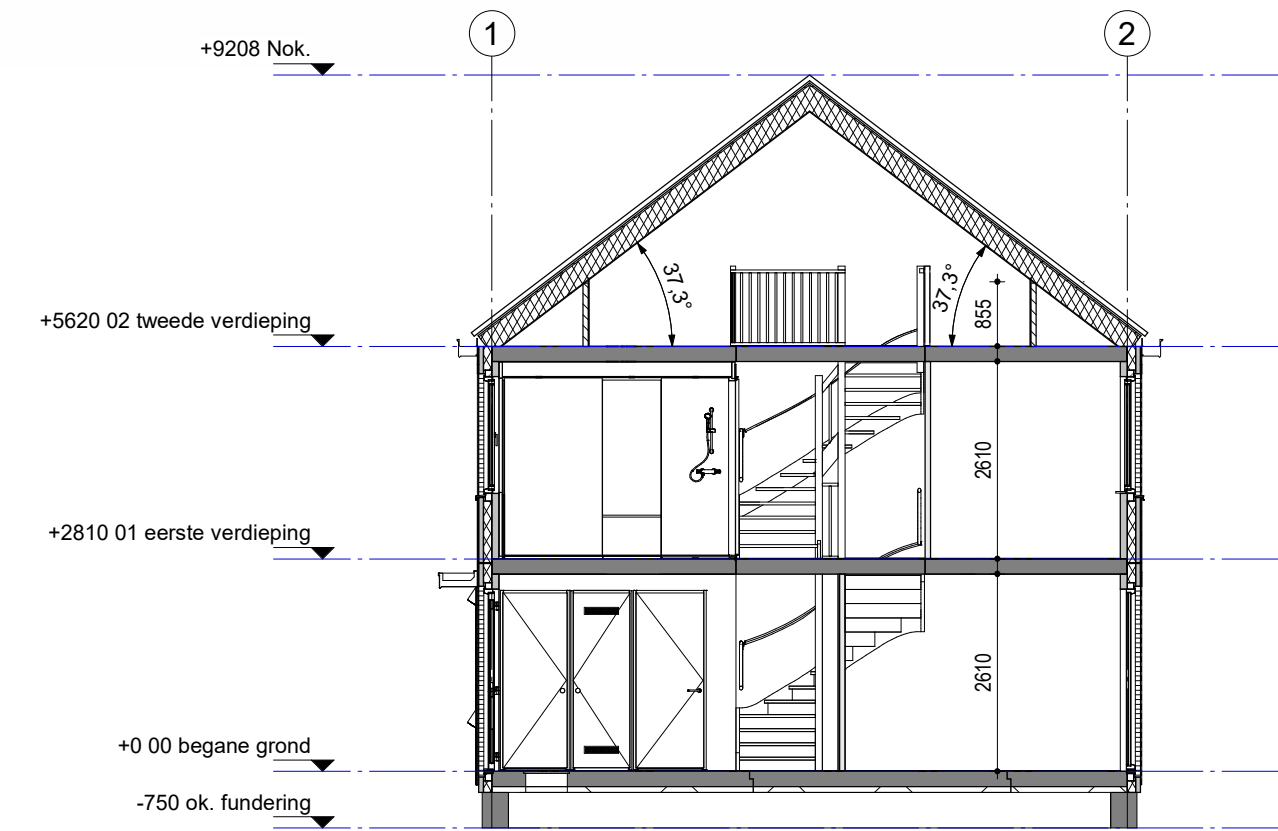 1
2
+9208 Nok.
37,3°
37,3°
855
+5620 02 tweede verdieping
2610
+2810 01 eerste verdieping
2610
+0 00 begane grond
-750 ok. fundering